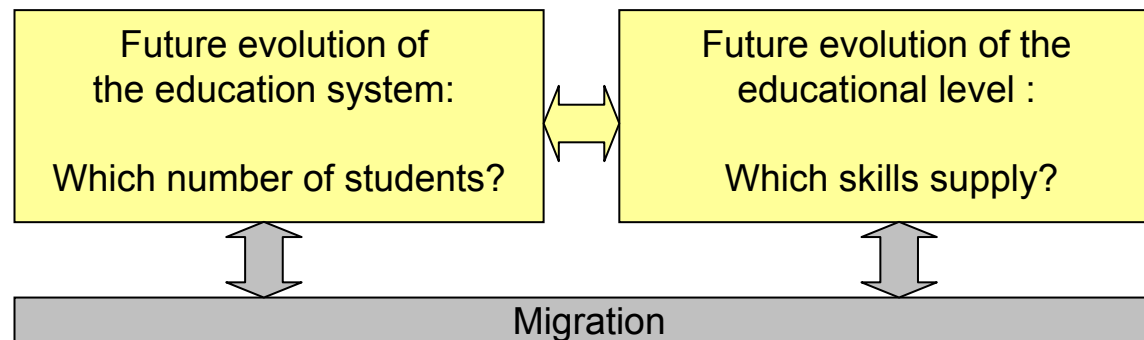 Future evolution of
the education system:
Which number of students?
Future evolution of the
educational level :
Which skills supply?
Migration